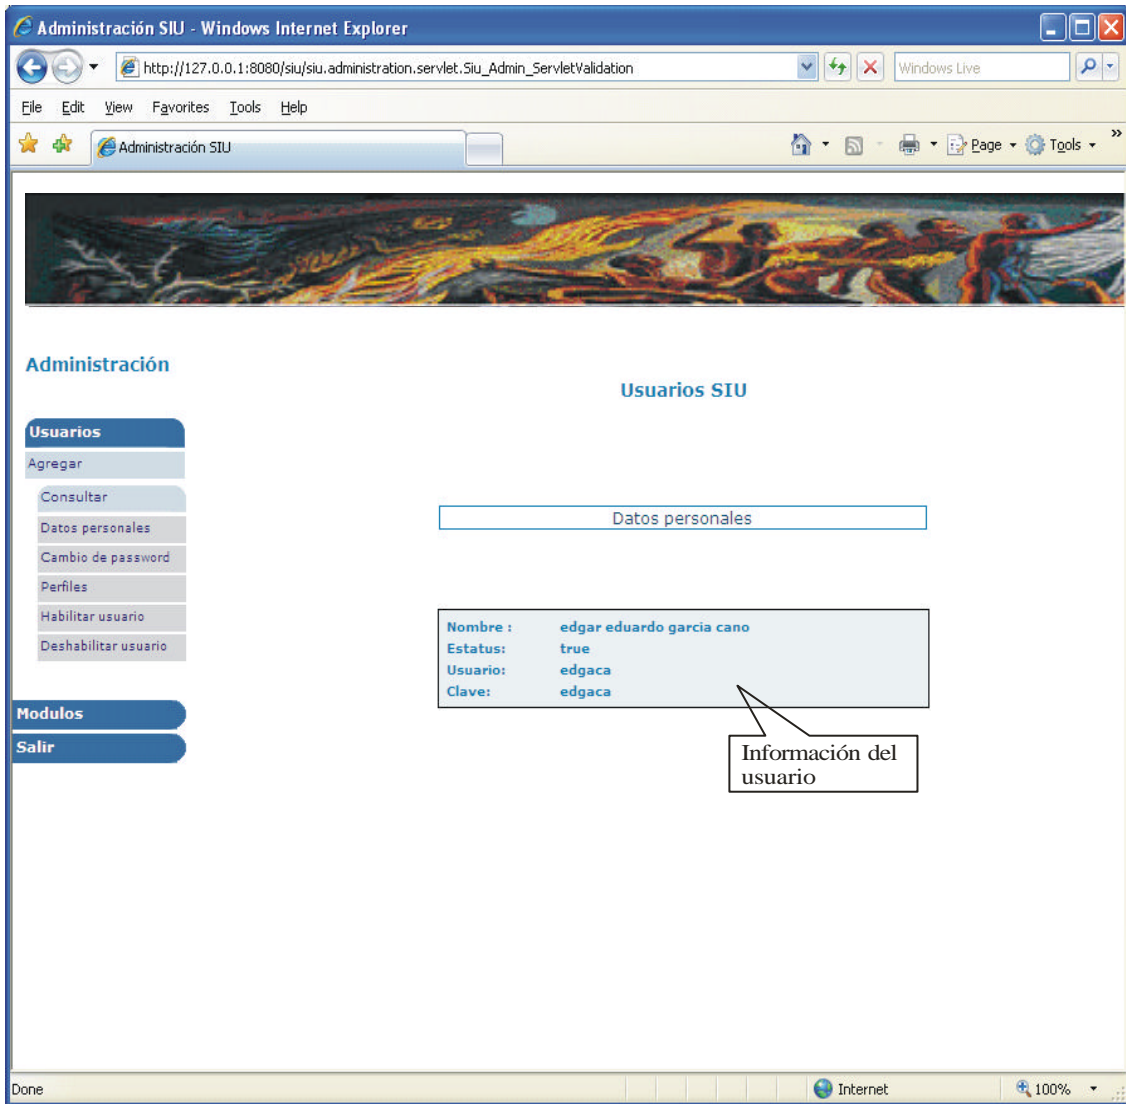 Administración SIU - Windows Internet Explorer
http://127.0.0.1:8080/siu/siu.administration.servlet.Siu_Admin_ServletValidation
Windows Live
File Edit View Favorites Tools Help
Administración SIU
Page Tools »
Administración
Usuarios SIU
Usuarios
Agregar
Consultar
Datos personales
Cambio de password
Perfiles
Habilitar usuario
Deshabilitar usuario
Modulos
Salir
Datos personales
Nombre : edgar eduardo garcia cano
Estatus: true
Usuario: edgaca
Clave: edgaca
Información del
usuario
Done Internet 100%